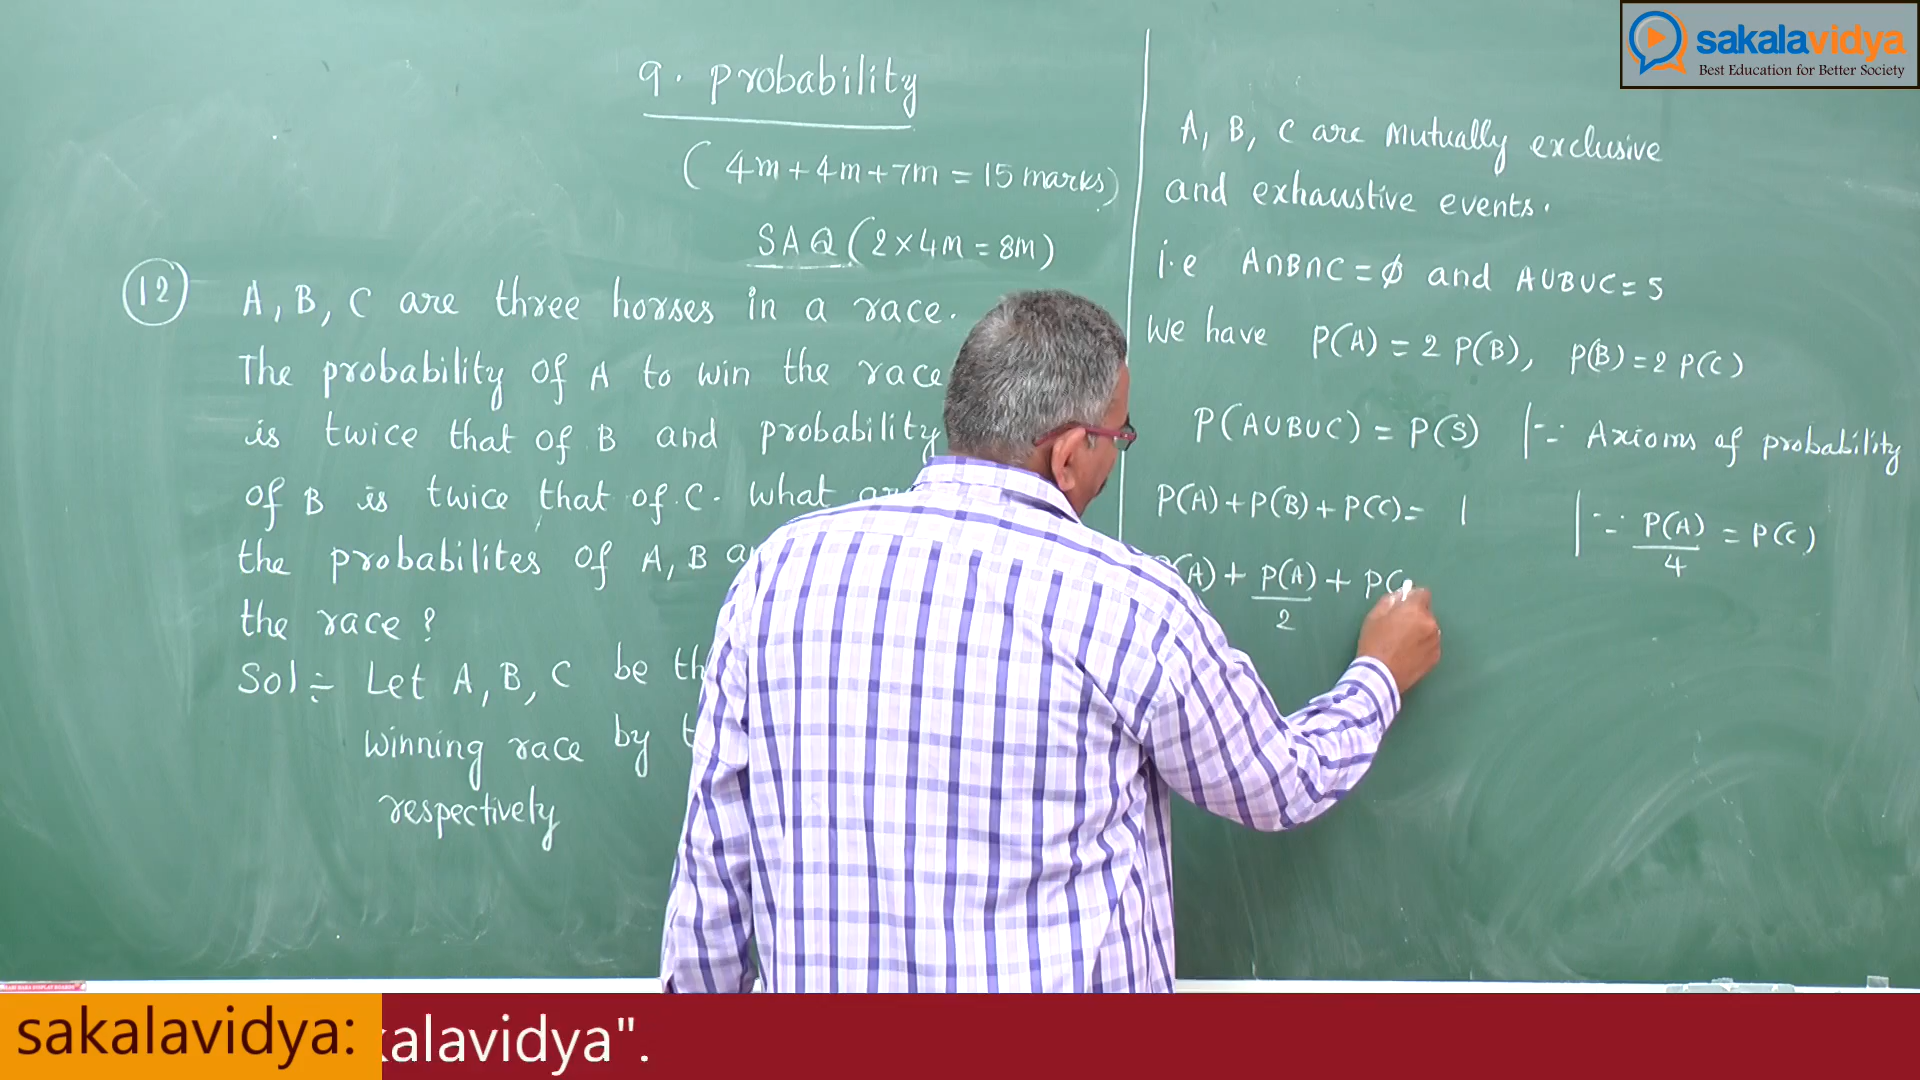 sakalavidya
Best Education for Better Society
9. Probability
(4m + 4m + 7m = 15 marks)
SAQ (2 × 4M = 8M)
12 A, B, C are three horses in a race.
The probability of A to win the race
is twice that of B and probability
of B is twice that of C. What
the probabilites of A, B
the race ?
Sol :- Let A, B, C be
winning race by
respectively
A, B, C are Mutually exclusive
and exhaustive events.
i.e A∩B∩C = ϕ and A∪B∪C = S
We have P(A) = 2 P(B), P(B) = 2 P(C)
P(A∪B∪C) = P(S) |∵ Axioms of probability
P(A) + P(B) + P(C) = 1 |∵ P(A)/4 = P(C)
(A) + P(A)/2 + P(
sakalavidya: kalavidya".